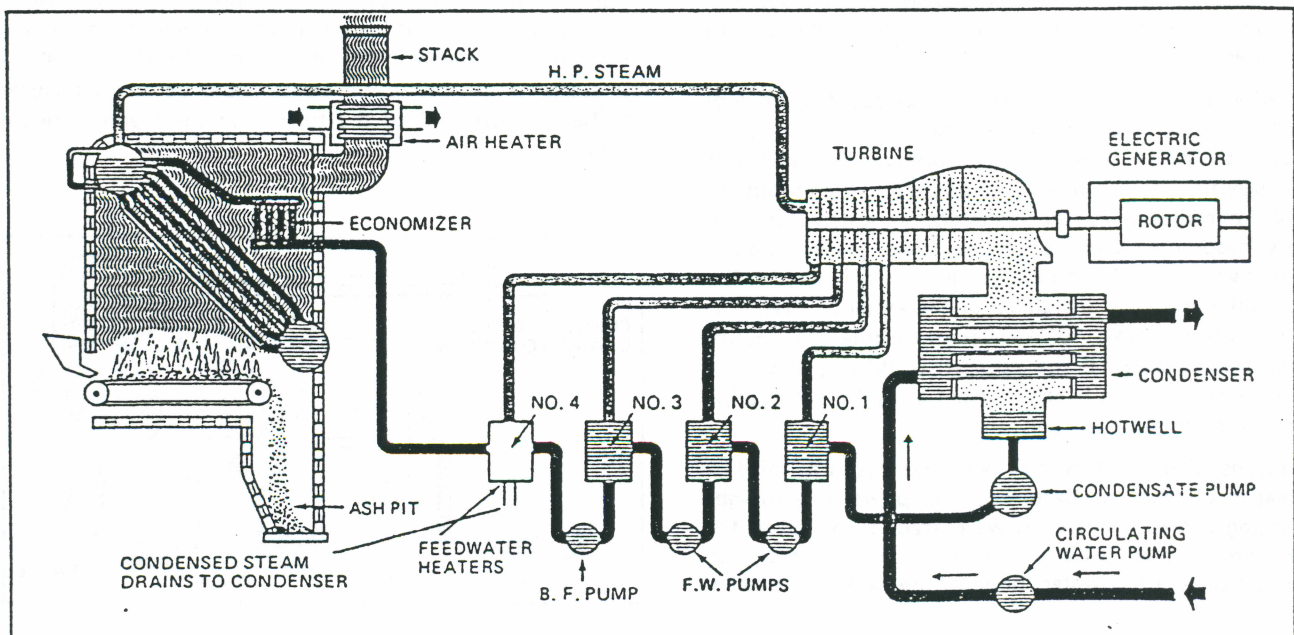 STACK
H. P. STEAM
AIR HEATER
TURBINE
ELECTRIC
GENERATOR
ROTOR
ECONOMIZER
CONDENSER
NO. 4
NO. 3
NO. 2
NO. 1
HOTWELL
CONDENSATE PUMP
ASH PIT
CONDENSED STEAM
DRAINS TO CONDENSER
FEEDWATER
HEATERS
B. F. PUMP
F.W. PUMPS
CIRCULATING
WATER PUMP